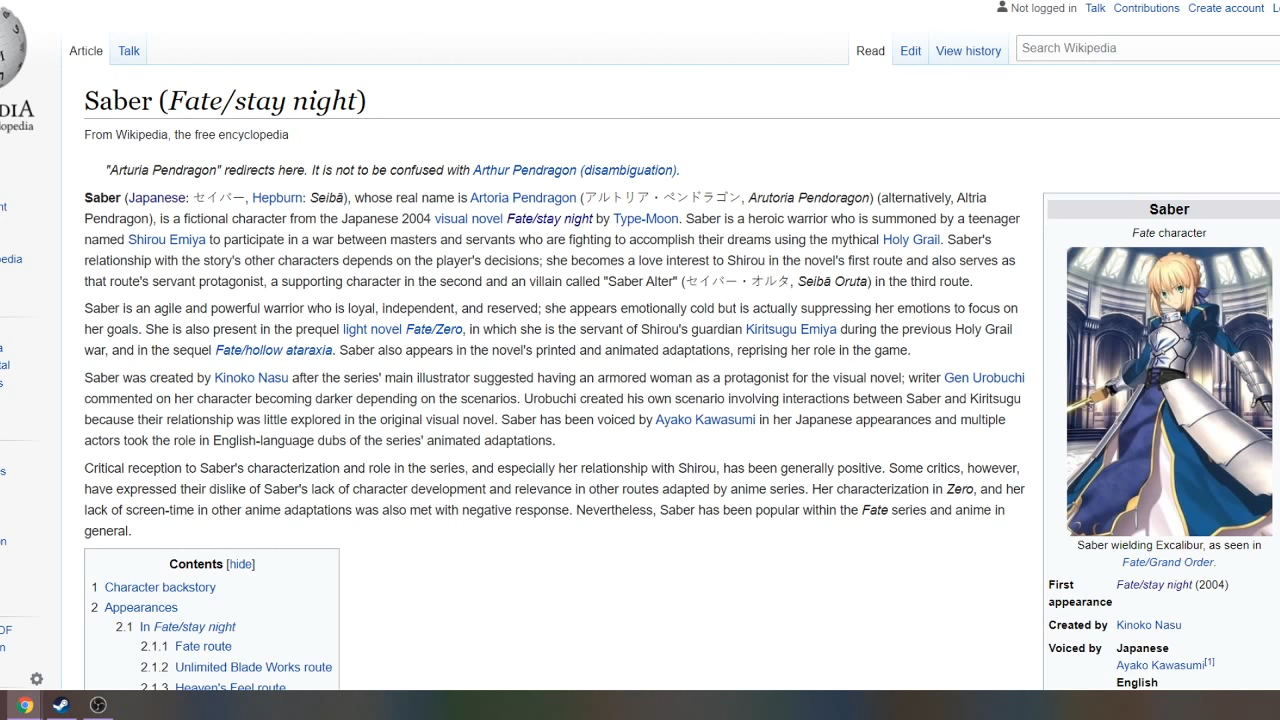 Not logged in Talk Contributions Create account
Article Talk Read Edit View history Search Wikipedia
Saber (Fate/stay night)
From Wikipedia, the free encyclopedia
"Arturia Pendragon" redirects here. It is not to be confused with Arthur Pendragon (disambiguation).
Saber (Japanese: セイバー, Hepburn: Seibā), whose real name is Artoria Pendragon (アルトリア・ペンドラゴン, Arutoria Pendoragon) (alternatively, Altria
Pendragon), is a fictional character from the Japanese 2004 visual novel Fate/stay night by Type-Moon. Saber is a heroic warrior who is summoned by a teenager
named Shirou Emiya to participate in a war between masters and servants who are fighting to accomplish their dreams using the mythical Holy Grail. Saber's
relationship with the story's other characters depends on the player's decisions; she becomes a love interest to Shirou in the novel's first route and also serves as
that route's servant protagonist, a supporting character in the second and an villain called "Saber Alter" (セイバー・オルタ, Seibā Oruta) in the third route.
Saber is an agile and powerful warrior who is loyal, independent, and reserved; she appears emotionally cold but is actually suppressing her emotions to focus on
her goals. She is also present in the prequel light novel Fate/Zero, in which she is the servant of Shirou's guardian Kiritsugu Emiya during the previous Holy Grail
war, and in the sequel Fate/hollow ataraxia. Saber also appears in the novel's printed and animated adaptations, reprising her role in the game.
Saber was created by Kinoko Nasu after the series' main illustrator suggested having an armored woman as a protagonist for the visual novel; writer Gen Urobuchi
commented on her character becoming darker depending on the scenarios. Urobuchi created his own scenario involving interactions between Saber and Kiritsugu
because their relationship was little explored in the original visual novel. Saber has been voiced by Ayako Kawasumi in her Japanese appearances and multiple
actors took the role in English-language dubs of the series' animated adaptations.
Critical reception to Saber's characterization and role in the series, and especially her relationship with Shirou, has been generally positive. Some critics, however,
have expressed their dislike of Saber's lack of character development and relevance in other routes adapted by anime series. Her characterization in Zero, and her
lack of screen-time in other anime adaptations was also met with negative response. Nevertheless, Saber has been popular within the Fate series and anime in
general.
Contents [hide]
1 Character backstory
2 Appearances
2.1 In Fate/stay night
2.1.1 Fate route
2.1.2 Unlimited Blade Works route
2.1.3 Heaven's Feel route
Saber
Fate character
Saber wielding Excalibur, as seen in
Fate/Grand Order.
First Fate/stay night (2004)
appearance
Created by Kinoko Nasu
Voiced by Japanese
Ayako Kawasumi[1]
English